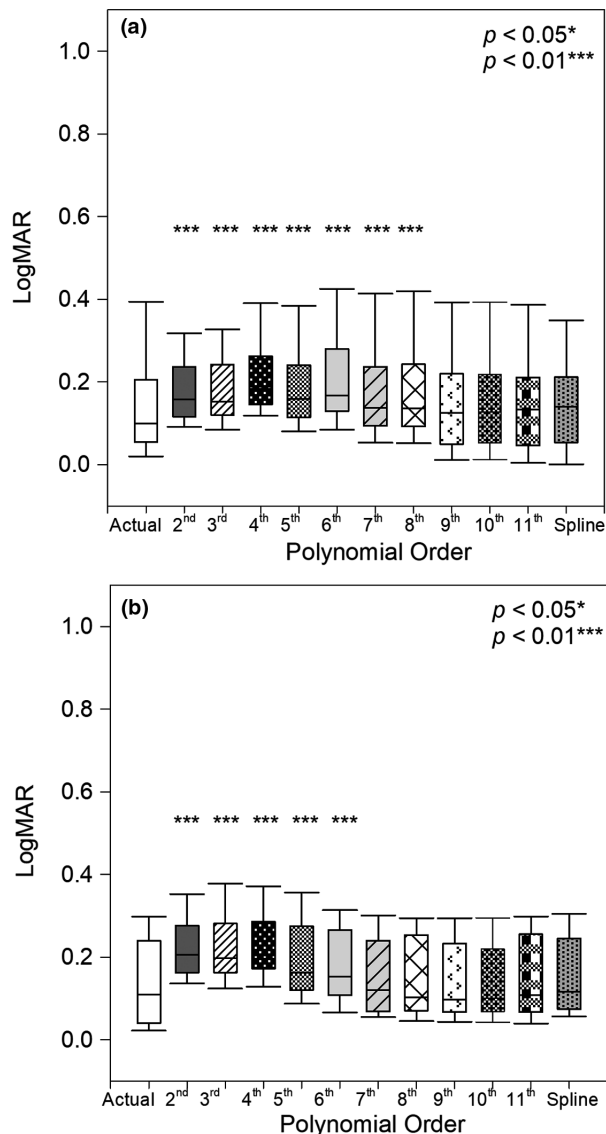 (a)
p < 0.05*
p < 0.01***
1.0
0.8
0.6
*** *** *** *** *** *** ***
0.4
0.2
0.0
LogMAR
Actual 2nd 3rd 4th 5th 6th 7th 8th 9th 10th 11th Spline
Polynomial Order
(b)
p < 0.05*
p < 0.01***
1.0
0.8
0.6
*** *** *** *** ***
0.4
0.2
0.0
LogMAR
Actual 2nd 3rd 4th 5th 6th 7th 8th 9th 10th 11th Spline
Polynomial Order